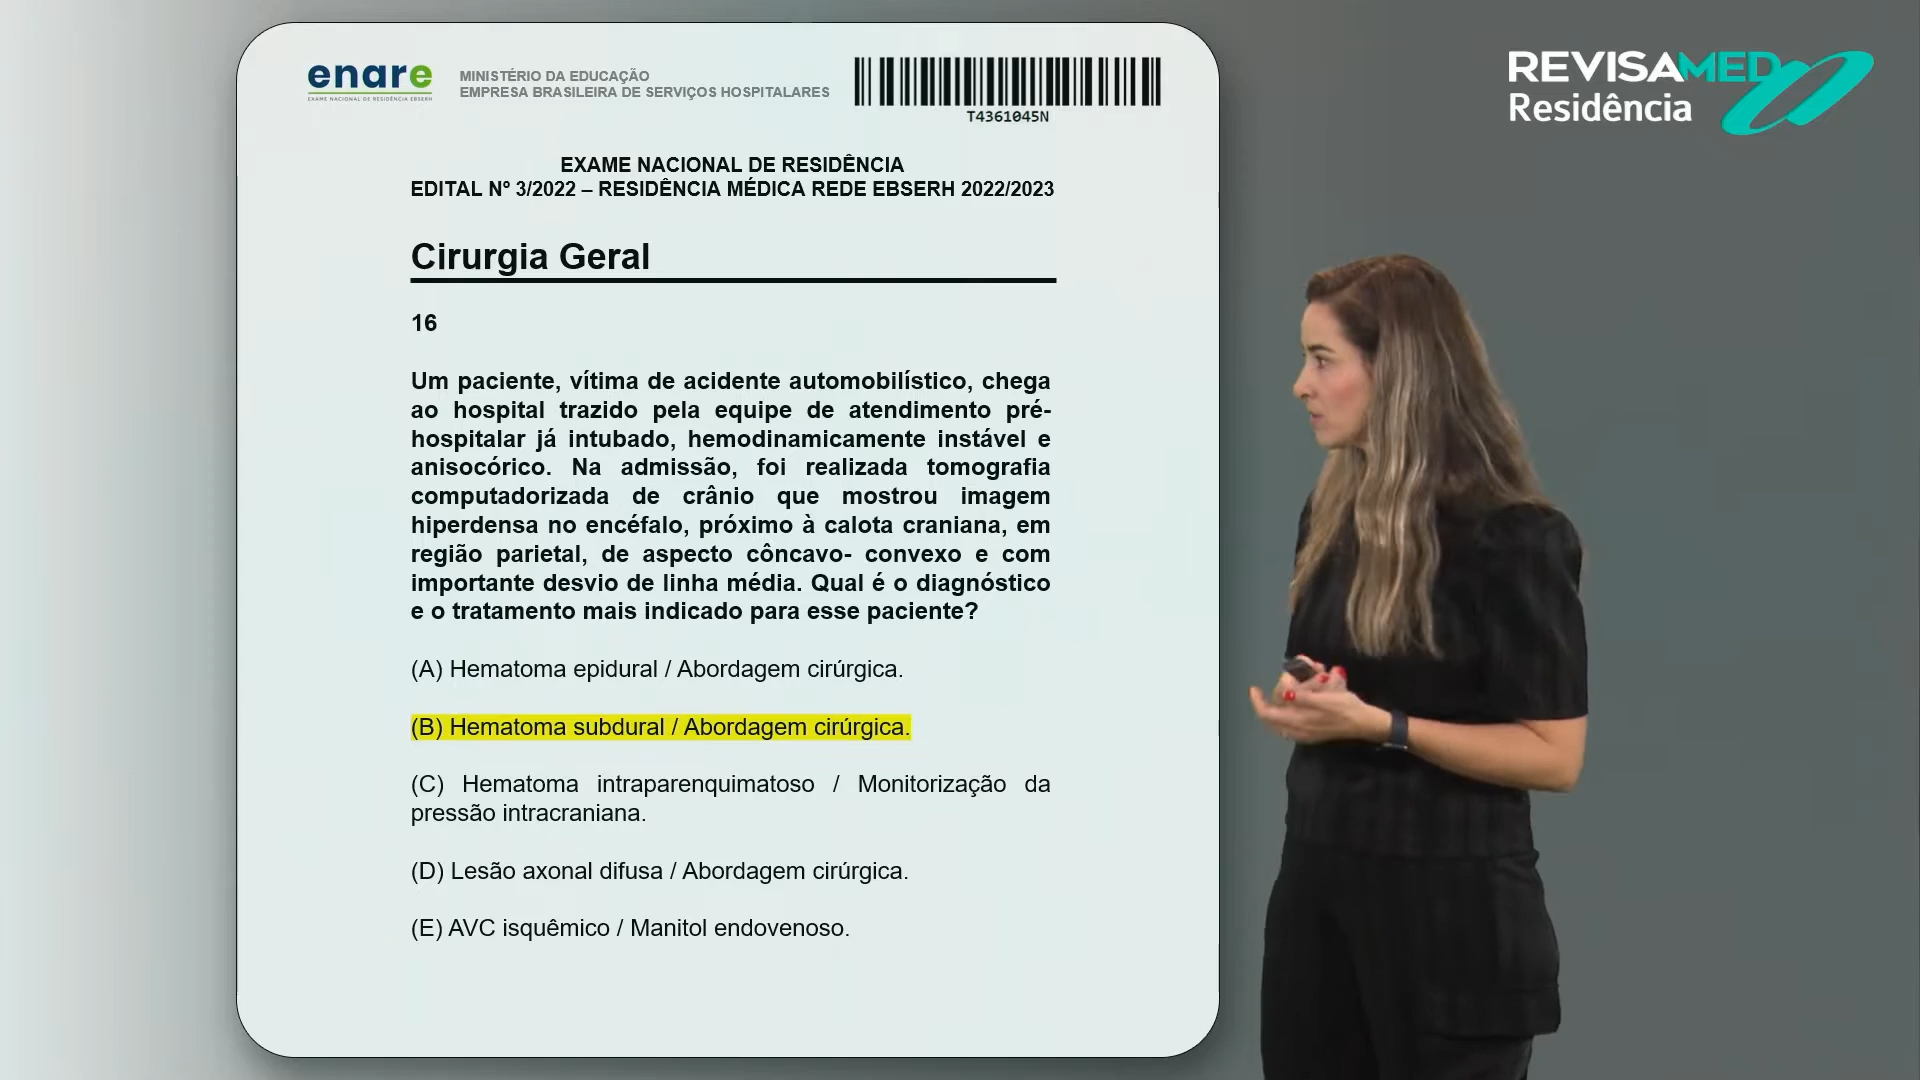 enare
EXAME NACIONAL DE RESIDÊNCIA EBSERH
MINISTÉRIO DA EDUCAÇÃO
EMPRESA BRASILEIRA DE SERVIÇOS HOSPITALARES
T4361045N
REVISAMED
Residência
EXAME NACIONAL DE RESIDÊNCIA
EDITAL Nº 3/2022 – RESIDÊNCIA MÉDICA REDE EBSERH 2022/2023
Cirurgia Geral
16
Um paciente, vítima de acidente automobilístico, chega
ao hospital trazido pela equipe de atendimento pré-
hospitalar já intubado, hemodinamicamente instável e
anisocórico. Na admissão, foi realizada tomografia
computadorizada de crânio que mostrou imagem
hiperdensa no encéfalo, próximo à calota craniana, em
região parietal, de aspecto côncavo- convexo e com
importante desvio de linha média. Qual é o diagnóstico
e o tratamento mais indicado para esse paciente?
(A) Hematoma epidural / Abordagem cirúrgica.
(B) Hematoma subdural / Abordagem cirúrgica.
(C) Hematoma intraparenquimatoso / Monitorização da
pressão intracraniana.
(D) Lesão axonal difusa / Abordagem cirúrgica.
(E) AVC isquêmico / Manitol endovenoso.